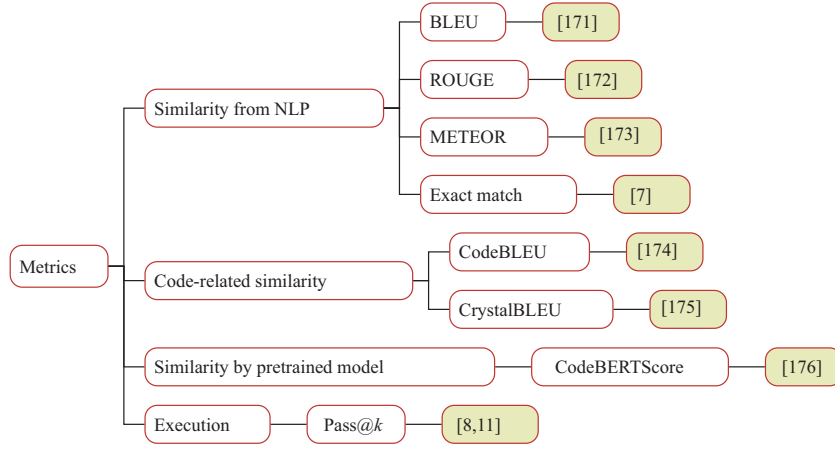 BLEU
[171]
ROUGE
[172]
Similarity from NLP
METEOR
[173]
Exact match
[7]
Metrics
CodeBLEU
[174]
Code-related similarity
CrystalBLEU
[175]
Similarity by pretrained model
CodeBERTScore
[176]
Execution
Pass@k
[8,11]